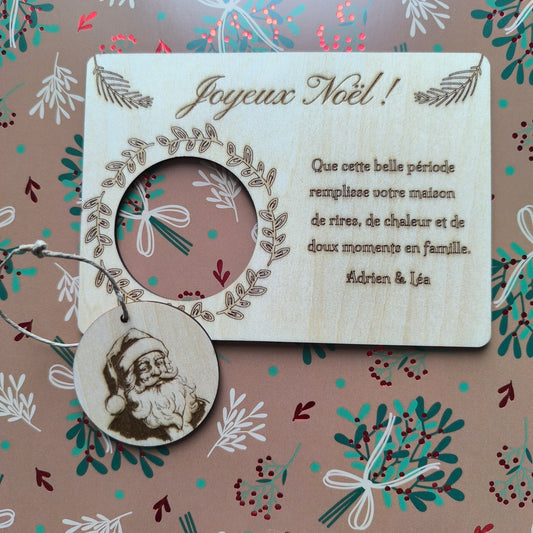 Joyeux Noël !
Que cette belle période
remplisse votre maison
de rires, de chaleur et de
doux moments en famille.
Adrien & Léa